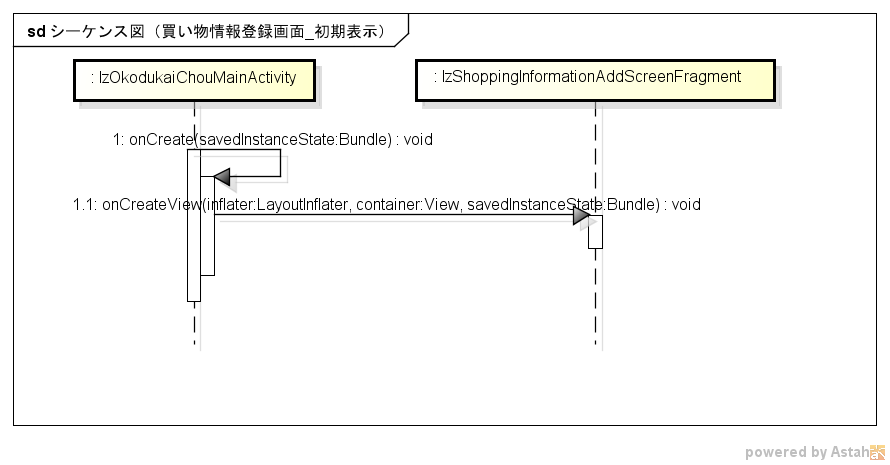 sd シーケンス図（買い物情報登録画面_初期表示）
: IzOkodukaiChouMainActivity
: IzShoppingInformationAddScreenFragment
1: onCreate(savedInstanceState:Bundle) : void
1.1: onCreateView(inflater:LayoutInflater, container:View, savedInstanceState:Bundle) : void
powered by Astah